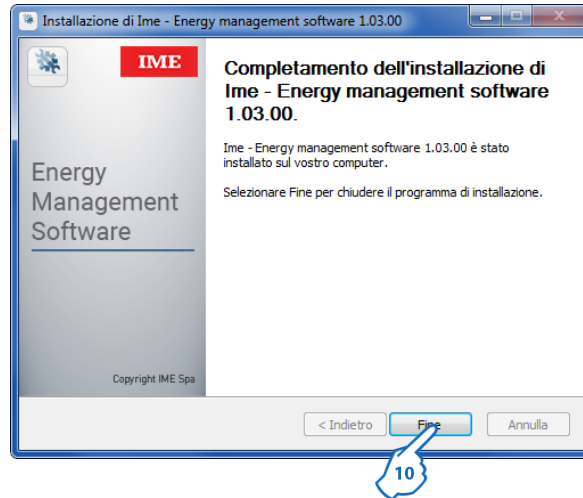 Installazione di Ime - Energy management software 1.03.00
IME
Energy
Management
Software
Copyright IME Spa
Completamento dell'installazione di
Ime - Energy management software
1.03.00.
Ime - Energy management software 1.03.00 è stato
installato sul vostro computer.
Selezionare Fine per chiudere il programma di installazione.
< Indietro
Fine
Annulla
10